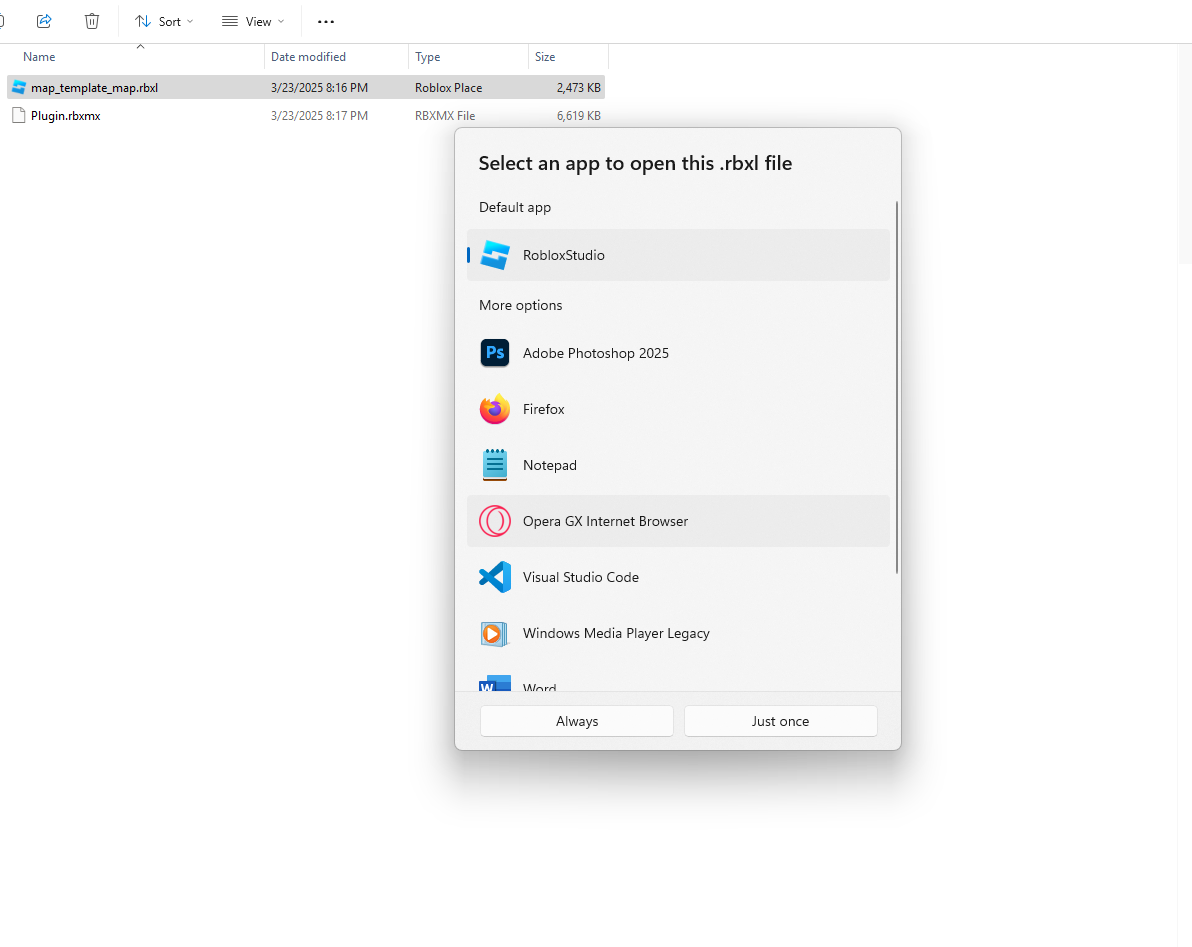 Sort
View
Name Date modified Type Size
map_template_map.rbxl 3/23/2025 8:16 PM Roblox Place 2,473 KB
Plugin.rbxmx 3/23/2025 8:17 PM RBXMX File 6,619 KB
Select an app to open this .rbxl file
Default app
RobloxStudio
More options
Ps Adobe Photoshop 2025
Firefox
Notepad
Opera GX Internet Browser
Visual Studio Code
Windows Media Player Legacy
W Word
Always Just once